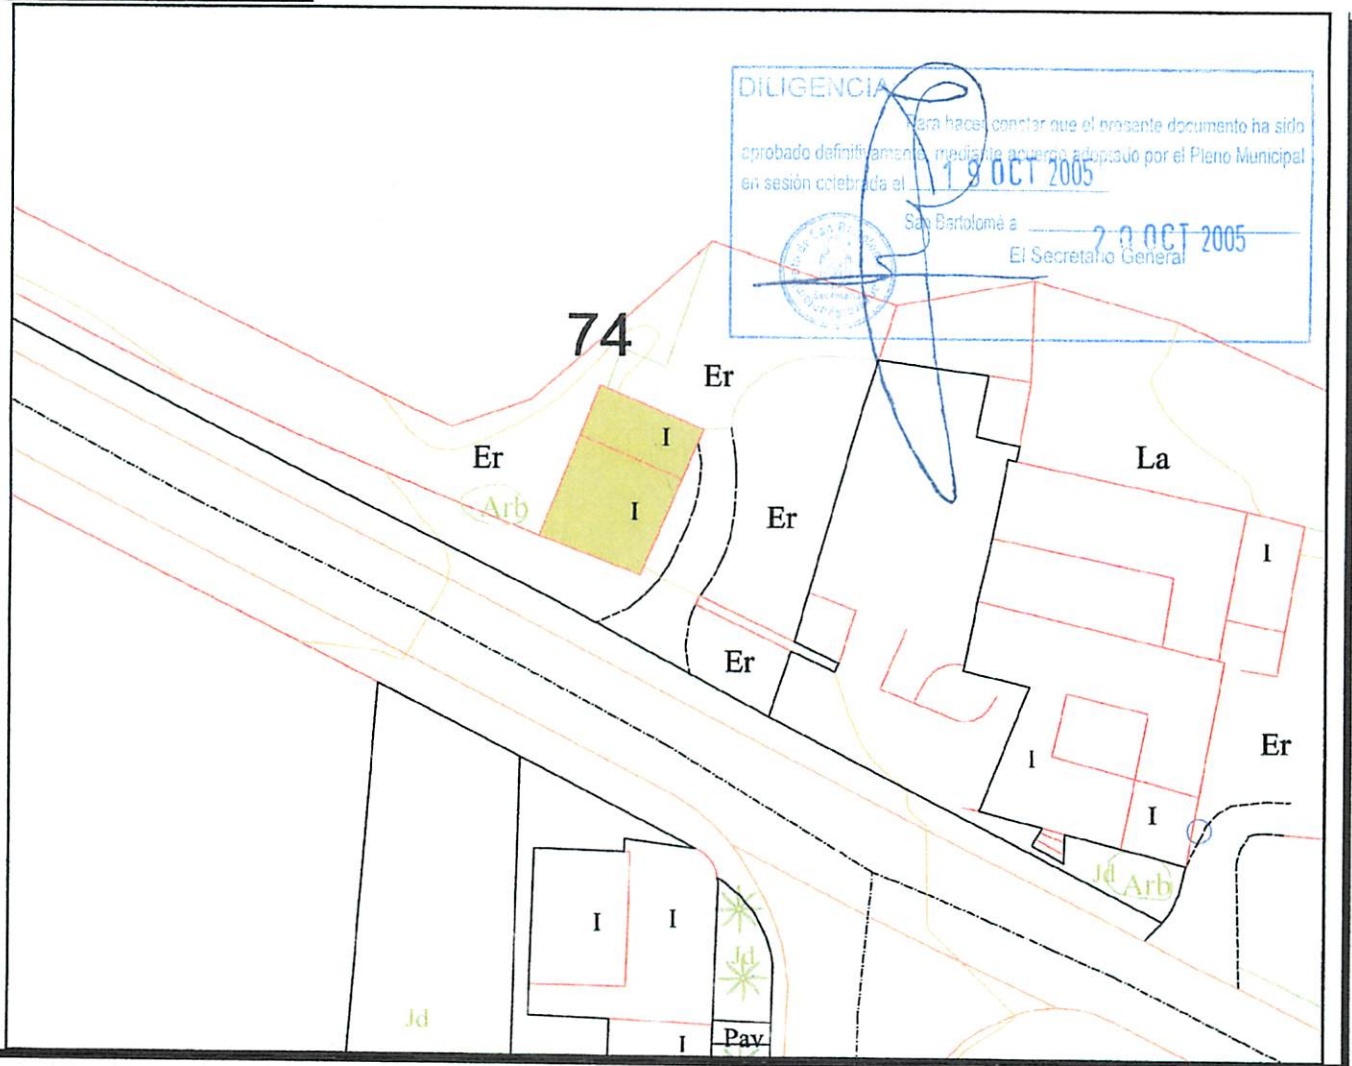 DILIGENCIA
Para hacer constar que el presente documento ha sido
aprobado definitivamente, mediante acuerdo adoptado por el Pleno Municipal
en sesión celebrada el 19 OCT 2005
San Bartolomé a 20 OCT 2005
El Secretario General
74
Er
I
Er
La
Arb
I
Er
I
Er
Er
I
I
Jd
Arb
I
I
Jd
Jd
I
Pav